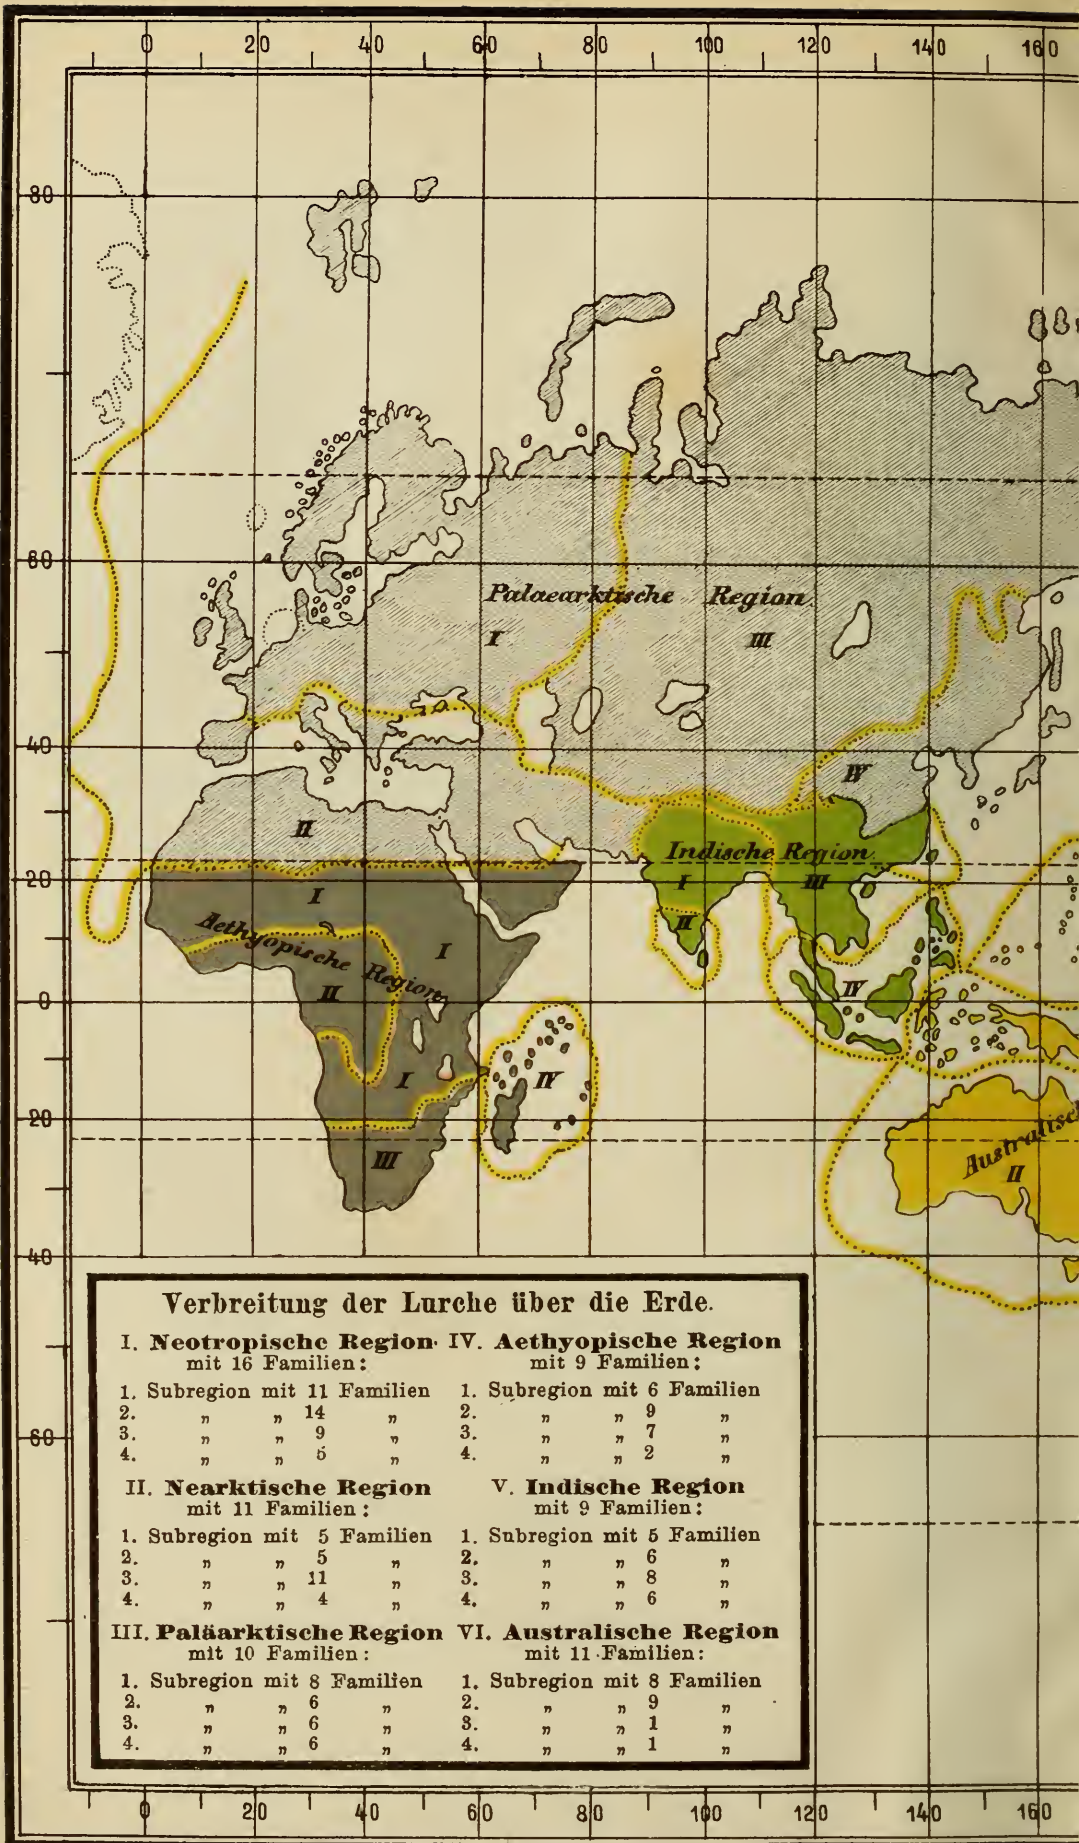 0 20 40 60 80 100 120 140 160
80
60
40
20
0
20
40
60
Palaearktische Region
I
III
IV
II
Indische Region
I
III
II
IV
Aethyopische Region
I
I
II
I
III
IV
Australisch
II
Verbreitung der Lurche über die Erde.
I. Neotropische Region
mit 16 Familien:
1. Subregion mit 11 Familien
2. „ „ 14 „
3. „ „ 9 „
4. „ „ 5 „
II. Nearktische Region
mit 11 Familien:
1. Subregion mit 5 Familien
2. „ „ 5 „
3. „ „ 11 „
4. „ „ 4 „
III. Paläarktische Region
mit 10 Familien:
1. Subregion mit 8 Familien
2. „ „ 6 „
3. „ „ 6 „
4. „ „ 6 „
IV. Aethyopische Region
mit 9 Familien:
1. Subregion mit 6 Familien
2. „ „ 9 „
3. „ „ 7 „
4. „ „ 2 „
V. Indische Region
mit 9 Familien:
1. Subregion mit 5 Familien
2. „ „ 6 „
3. „ „ 8 „
4. „ „ 6 „
VI. Australische Region
mit 11 Familien:
1. Subregion mit 8 Familien
2. „ „ 9 „
3. „ „ 1 „
4. „ „ 1 „
0 20 40 60 80 100 120 140 160